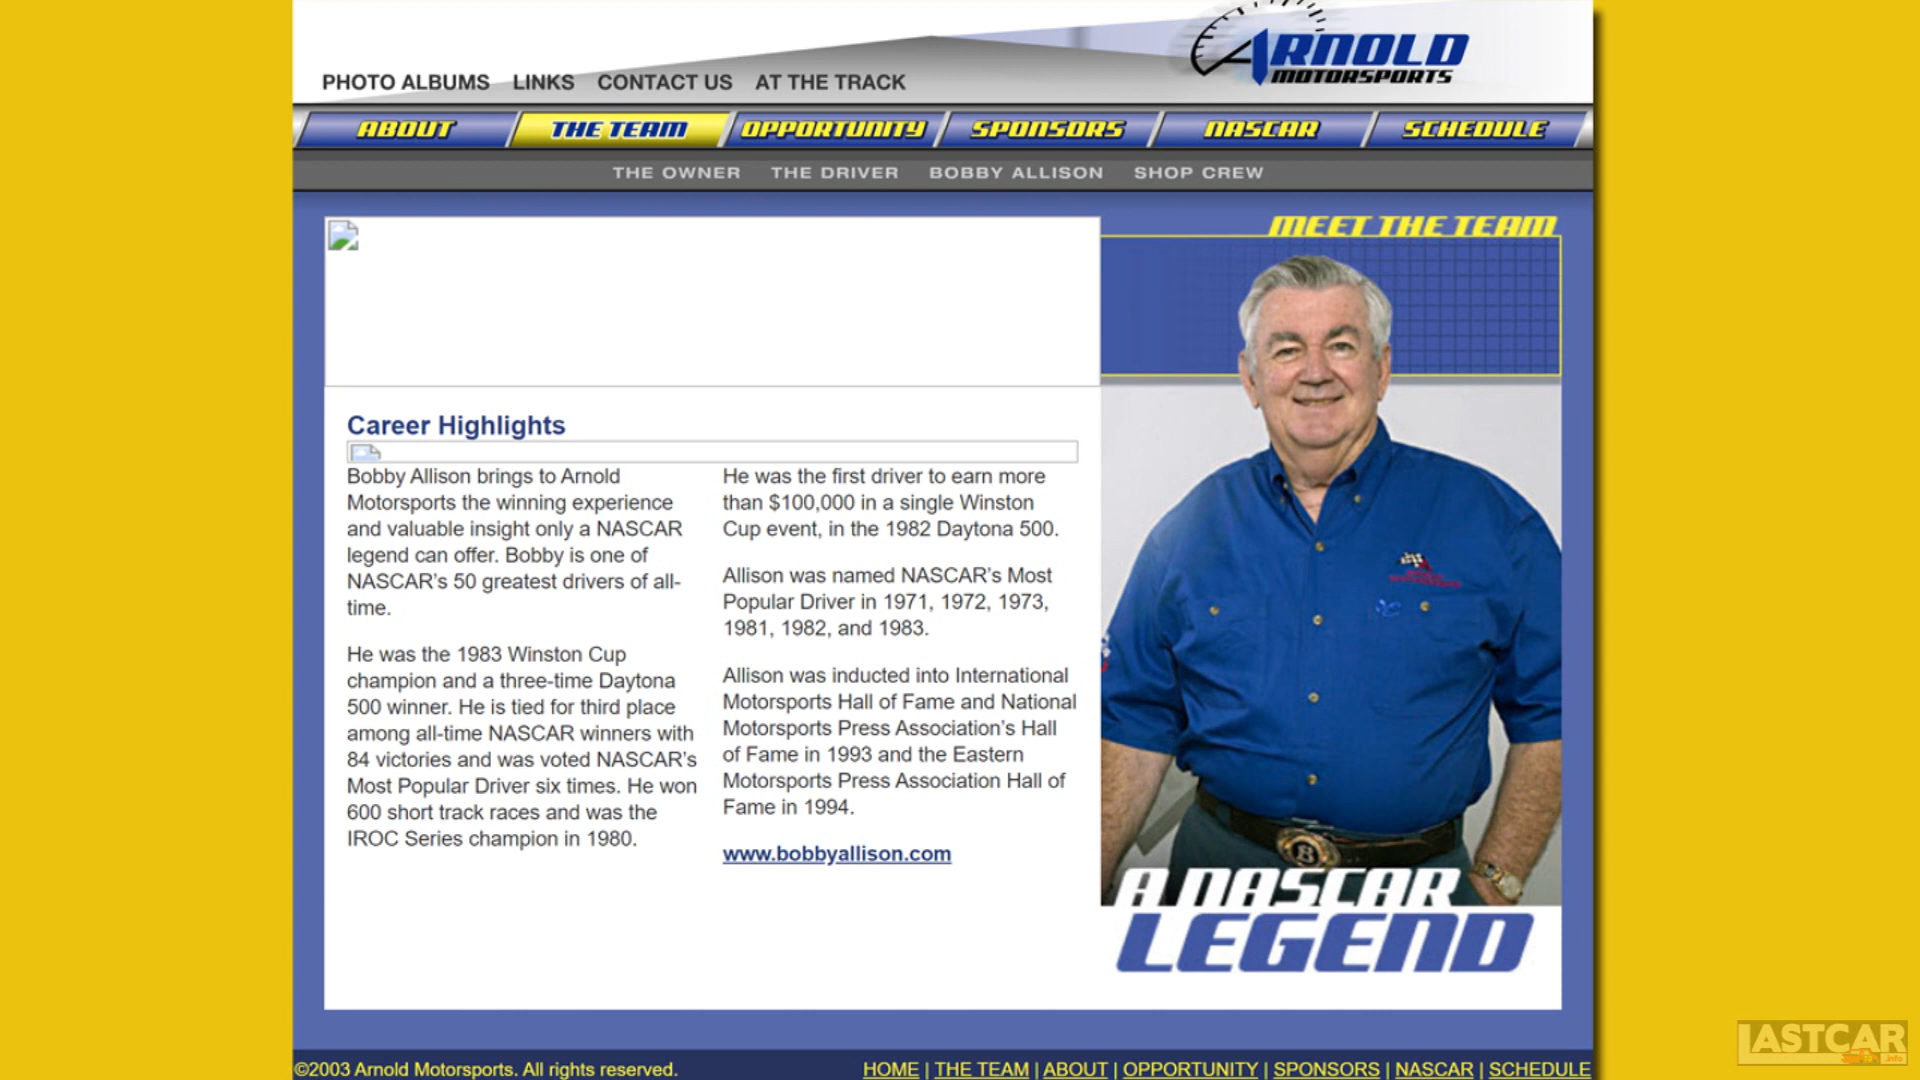 ARNOLD
MOTORSPORTS
PHOTO ALBUMS LINKS CONTACT US AT THE TRACK
ABOUT THE TEAM OPPORTUNITY SPONSORS NASCAR SCHEDULE
THE OWNER THE DRIVER BOBBY ALLISON SHOP CREW
MEET THE TEAM
Career Highlights
Bobby Allison brings to Arnold
Motorsports the winning experience
and valuable insight only a NASCAR
legend can offer. Bobby is one of
NASCAR’s 50 greatest drivers of all-
time.
He was the 1983 Winston Cup
champion and a three-time Daytona
500 winner. He is tied for third place
among all-time NASCAR winners with
84 victories and was voted NASCAR’s
Most Popular Driver six times. He won
600 short track races and was the
IROC Series champion in 1980.
He was the first driver to earn more
than $100,000 in a single Winston
Cup event, in the 1982 Daytona 500.
Allison was named NASCAR’s Most
Popular Driver in 1971, 1972, 1973,
1981, 1982, and 1983.
Allison was inducted into International
Motorsports Hall of Fame and National
Motorsports Press Association’s Hall
of Fame in 1993 and the Eastern
Motorsports Press Association Hall of
Fame in 1994.
www.bobbyallison.com
B
A NASCAR
LEGEND
©2003 Arnold Motorsports. All rights reserved.
HOME | THE TEAM | ABOUT | OPPORTUNITY | SPONSORS | NASCAR | SCHEDULE
LASTCAR
.info